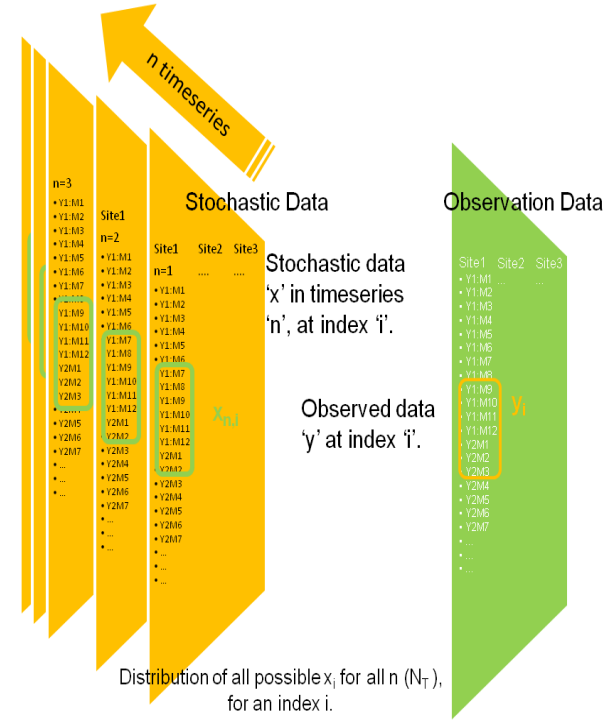 n timeseries
Stochastic Data
Observation Data
n=3
• Y1:M1
• Y1:M2
• Y1:M3
• Y1:M4
• Y1:M5
• Y1:M6
• Y1:M7
Y1:M9
Y1:M10
Y1:M11
Y1:M12
Y2M1
Y2M2
Y2M3
• Y2M5
• Y2M6
• Y2M7
• ...
• ...
• ...
Site1
n=2
• Y1:M1
• Y1:M2
• Y1:M3
• Y1:M4
• Y1:M5
• Y1:M6
Y1:M7
Y1:M8
Y1:M9
Y1:M10
Y1:M11
Y1:M12
Y2M1
Y2M2
• Y2M3
• Y2M4
• Y2M5
• Y2M6
• Y2M7
• ...
• ...
• ...
Site1 Site2 Site3
n=1 .... ....
• Y1:M1
• Y1:M2
• Y1:M3
• Y1:M4
• Y1:M5
• Y1:M6
Y1:M7
Y1:M8
Y1:M9
Y1:M10
Y1:M11
Y1:M12
Y2M1
Y2M2
• Y2M3
• Y2M4
• Y2M5
• Y2M6
• Y2M7
• ...
• ...
• ...
xn,i
Stochastic data
‘x’ in timeseries
‘n’, at index ‘i’.
Observed data
‘y’ at index ‘i’.
Site1 Site2 Site3
• Y1:M1 ... ...
• Y1:M2
• Y1:M3
• Y1:M4
• Y1:M5
• Y1:M6
• Y1:M7
• Y1:M8
• Y1:M9
• Y1:M10
• Y1:M11
• Y1:M12
• Y2M1
• Y2M2
• Y2M3
• Y2M4
• Y2M5
• Y2M6
• Y2M7
• ...
• ...
• ...
yi
Distribution of all possible xi for all n (NT),
for an index i.